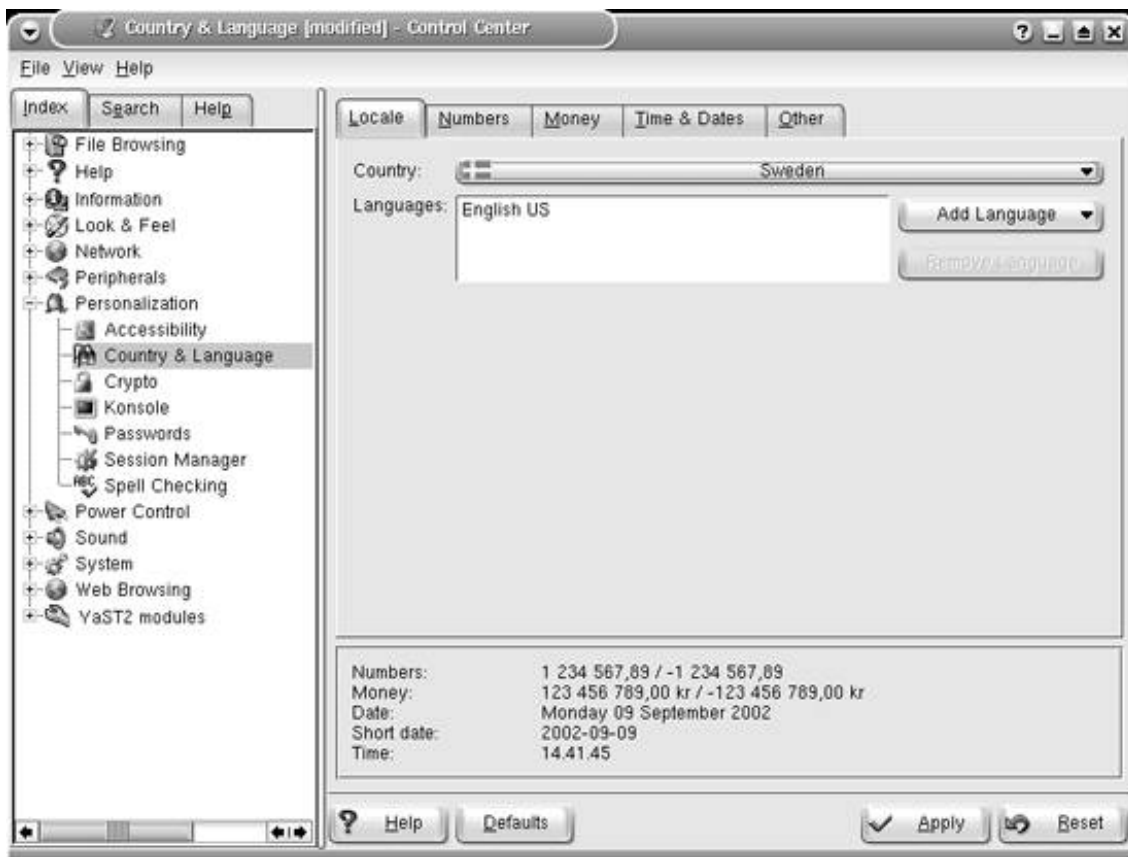 Country & Language [modified] - Control Center
File View Help
Index Search Help
File Browsing
Help
Information
Look & Feel
Network
Peripherals
Personalization
Accessibility
Country & Language
Crypto
Konsole
Passwords
Session Manager
ABC Spell Checking
Power Control
Sound
System
Web Browsing
YaST2 modules
Locale Numbers Money Time & Dates Other
Country: Sweden
Languages: English US
Add Language
Remove Language
Numbers: 1 234 567,89 / -1 234 567,89
Money: 123 456 789,00 kr / -123 456 789,00 kr
Date: Monday 09 September 2002
Short date: 2002-09-09
Time: 14.41.45
Help Defaults Apply Reset